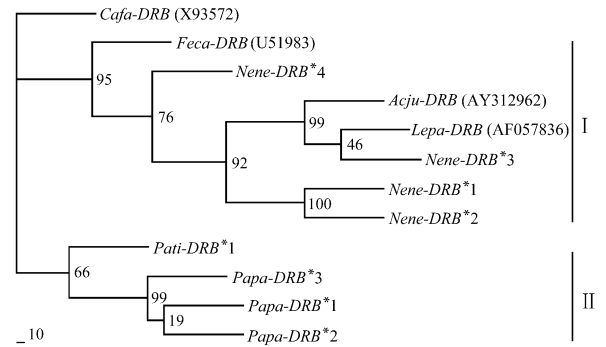 Cafa-DRB (X93572)
Feca-DRB (U51983)
95
Nene-DRB*4
76
Acju-DRB (AY312962)
99
Lepa-DRB (AF057836)
I
46
Nene-DRB*3
92
Nene-DRB*1
100
Nene-DRB*2
Pati-DRB*1
66
Papa-DRB*3
99
Papa-DRB*1
II
19
Papa-DRB*2
10